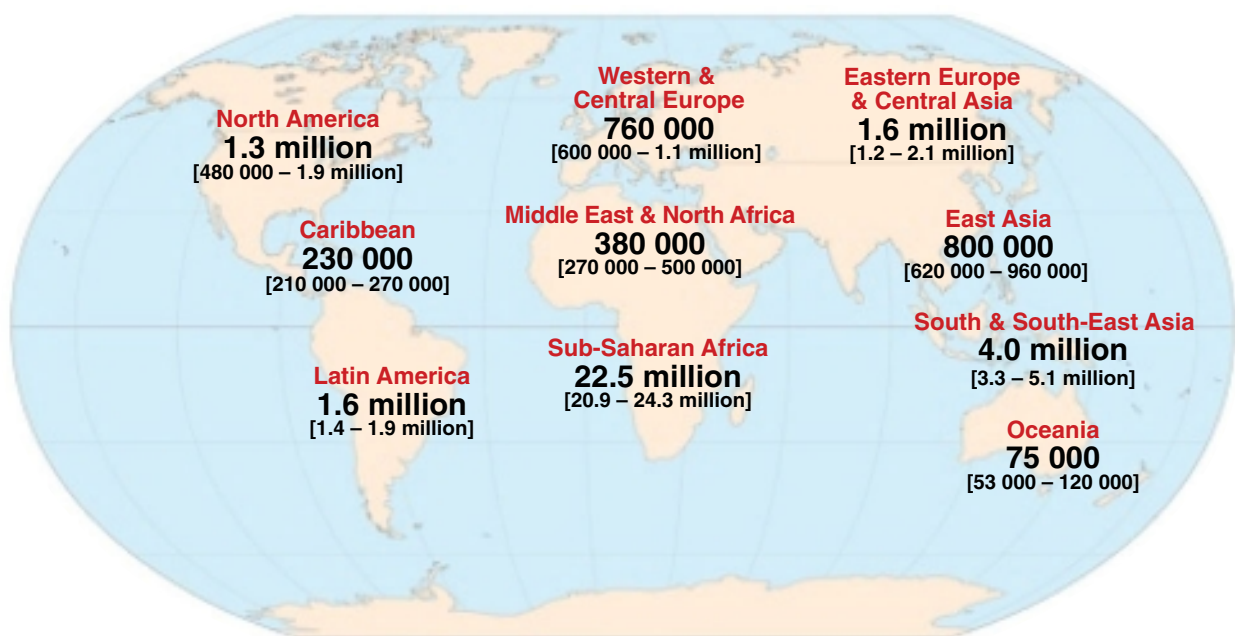 North America
1.3 million
[480 000 – 1.9 million]
Western &
Central Europe
760 000
[600 000 – 1.1 million]
Eastern Europe
& Central Asia
1.6 million
[1.2 – 2.1 million]
Caribbean
230 000
[210 000 – 270 000]
Middle East & North Africa
380 000
[270 000 – 500 000]
East Asia
800 000
[620 000 – 960 000]
Latin America
1.6 million
[1.4 – 1.9 million]
Sub-Saharan Africa
22.5 million
[20.9 – 24.3 million]
South & South-East Asia
4.0 million
[3.3 – 5.1 million]
Oceania
75 000
[53 000 – 120 000]